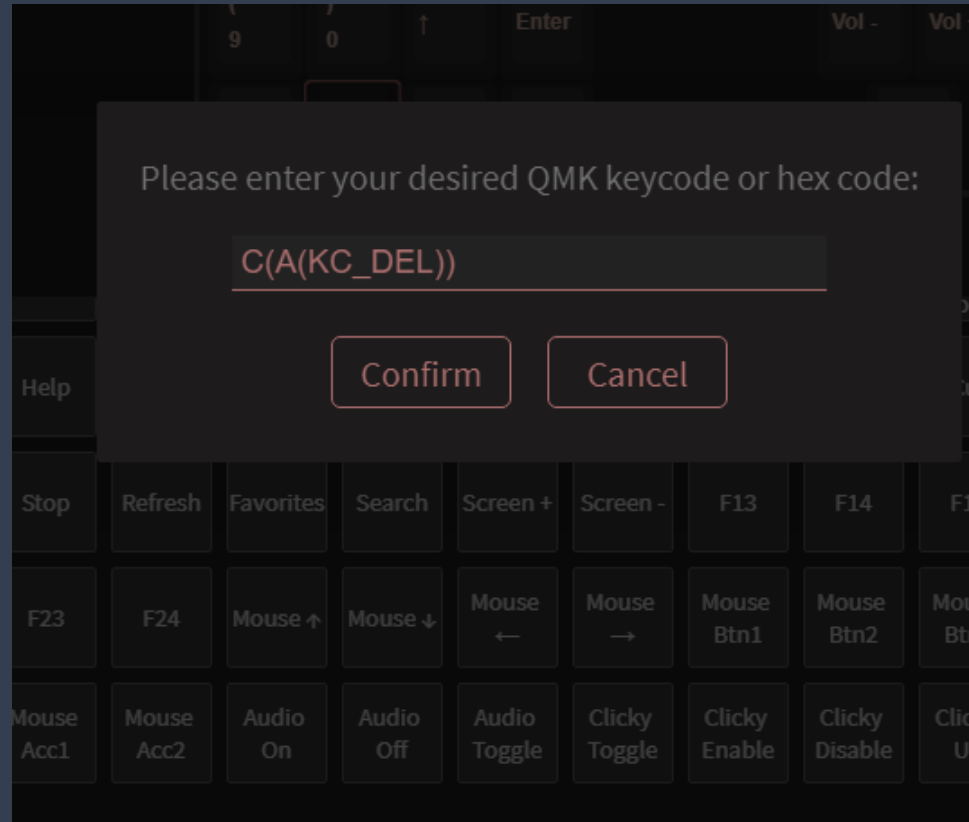 ( )
9 0 ↑ Enter Vol - Vol
Please enter your desired QMK keycode or hex code:
C(A(KC_DEL))
Confirm Cancel
Help
Stop Refresh Favorites Search Screen + Screen - F13 F14
F23 F24 Mouse ↑ Mouse ↓ Mouse ← Mouse → Mouse Btn1 Mouse Btn2
Mouse Acc1 Mouse Acc2 Audio On Audio Off Audio Toggle Clicky Toggle Clicky Enable Clicky Disable